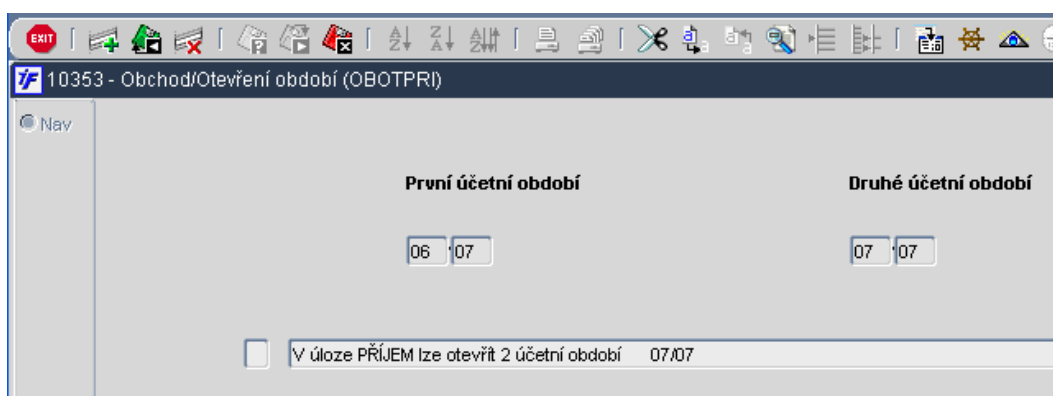 EXIT
10353 - Obchod/Otevření období (OBOTPRI)
Nav
První účetní období
Druhé účetní období
06 07
07 07
V úloze PŘÍJEM lze otevřít 2 účetní období 07/07